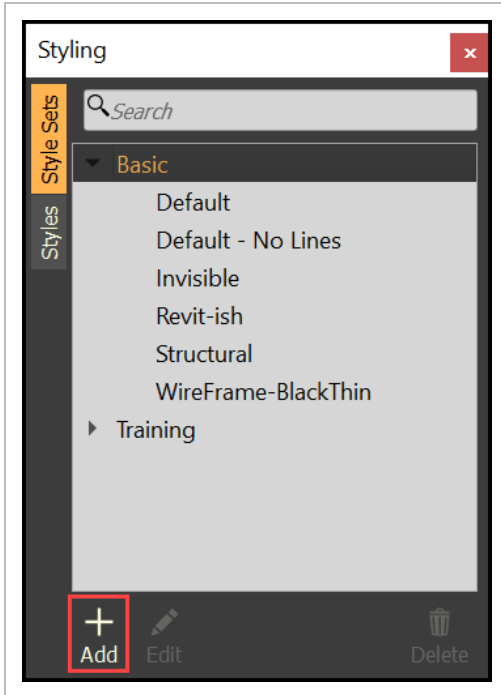 Styling
x
Style Sets
Search
Basic
Default
Default - No Lines
Invisible
Revit-ish
Structural
WireFrame-BlackThin
Training
Styles
Add
Edit
Delete